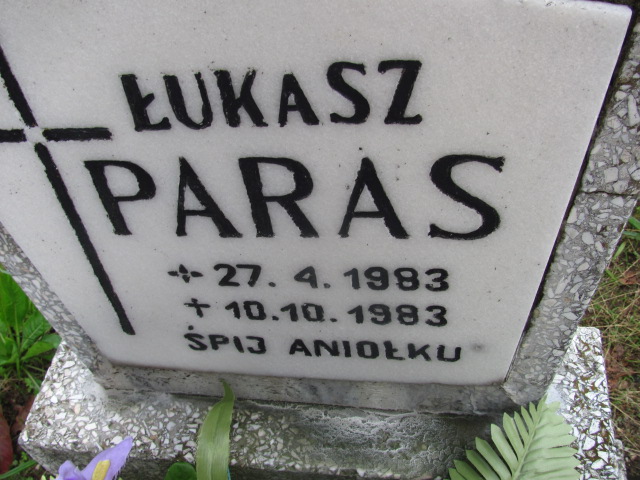 ŁUKASZ
PARAS
27. 4. 1983
10.10. 1983
ŚPIJ ANIOŁKU